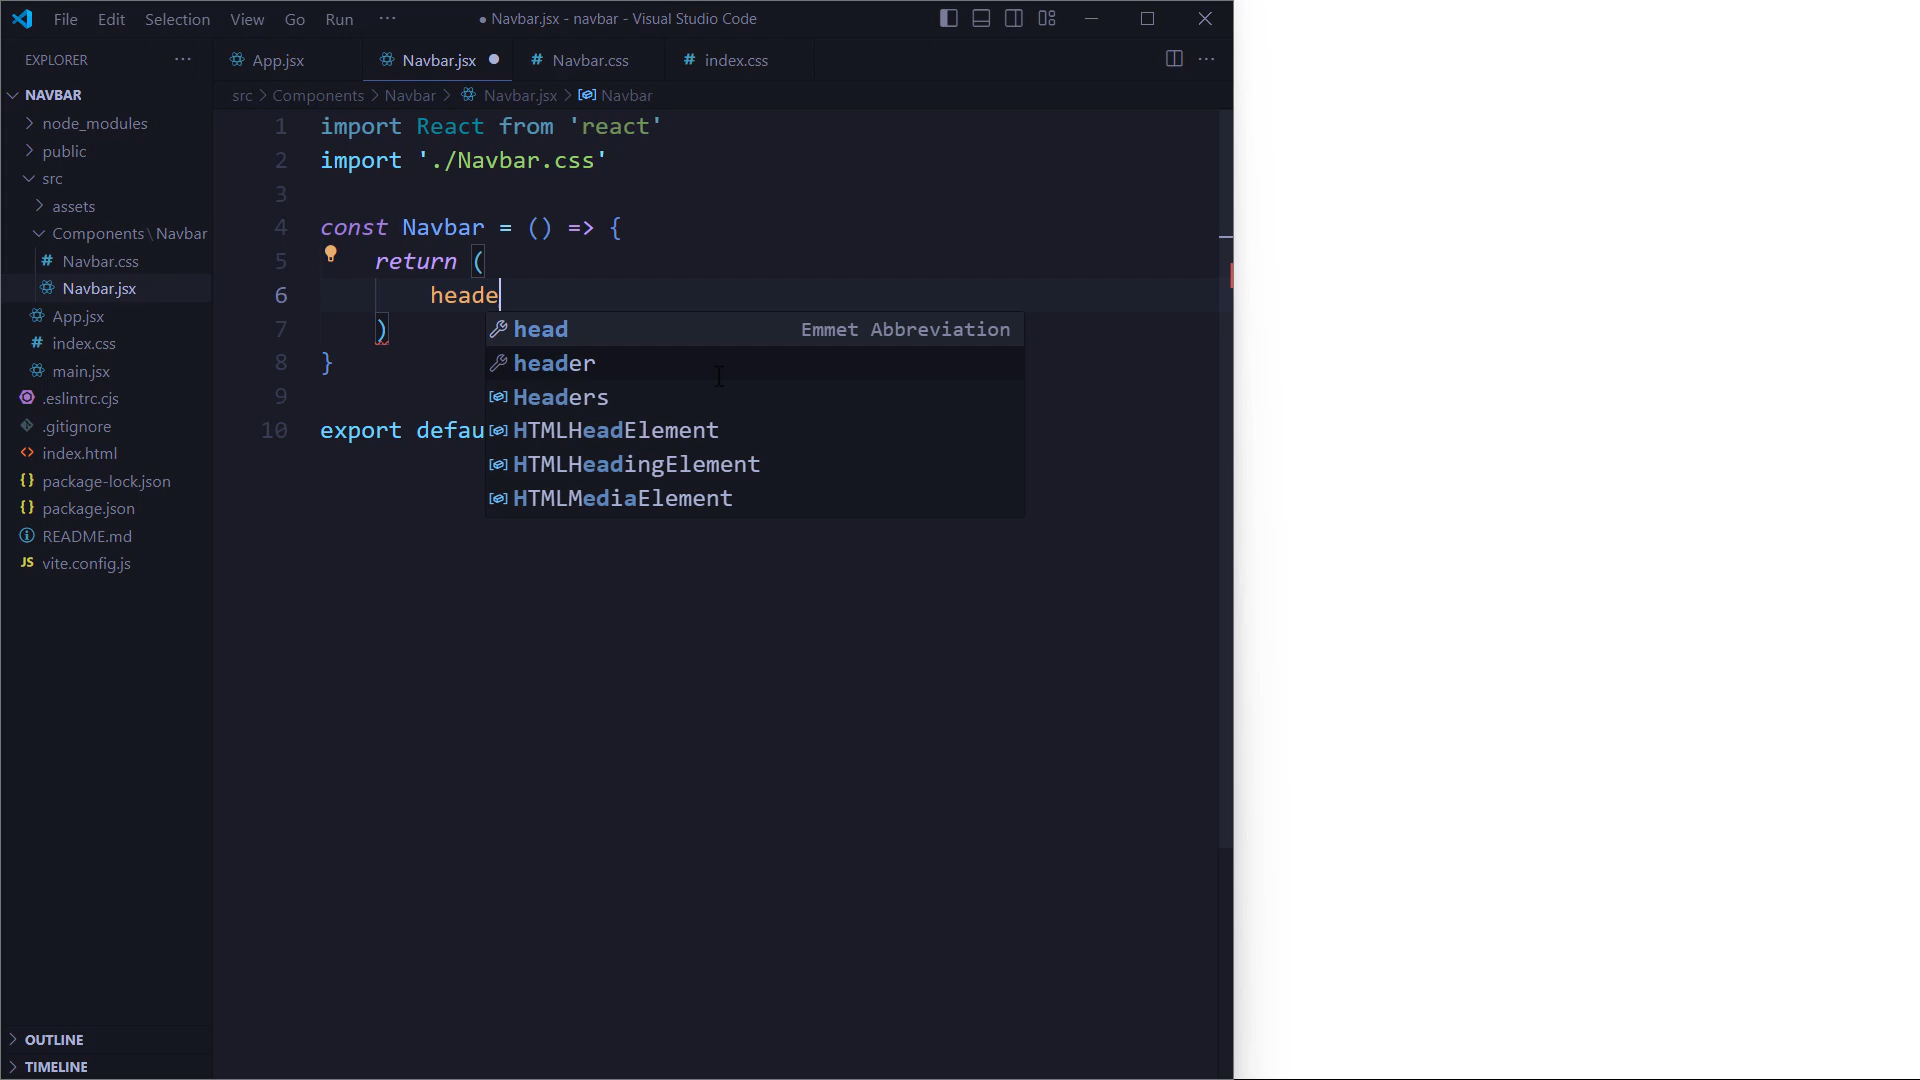 File Edit Selection View Go Run ··· ● Navbar.jsx - navbar - Visual Studio Code
EXPLORER ···
App.jsx Navbar.jsx ● # Navbar.css # index.css ···
NAVBAR
src > Components > Navbar > Navbar.jsx > Navbar
node_modules
public
src
assets
Components\Navbar
# Navbar.css
Navbar.jsx
App.jsx
# index.css
main.jsx
.eslintrc.cjs
.gitignore
<> index.html
{} package-lock.json
{} package.json
README.md
JS vite.config.js
OUTLINE
TIMELINE
1 import React from 'react'
2 import './Navbar.css'
3
4 const Navbar = () => {
5 return (
6 heade
7 )
8 }
9
10 export defau
head Emmet Abbreviation
header
Headers
HTMLHeadElement
HTMLHeadingElement
HTMLMediaElement